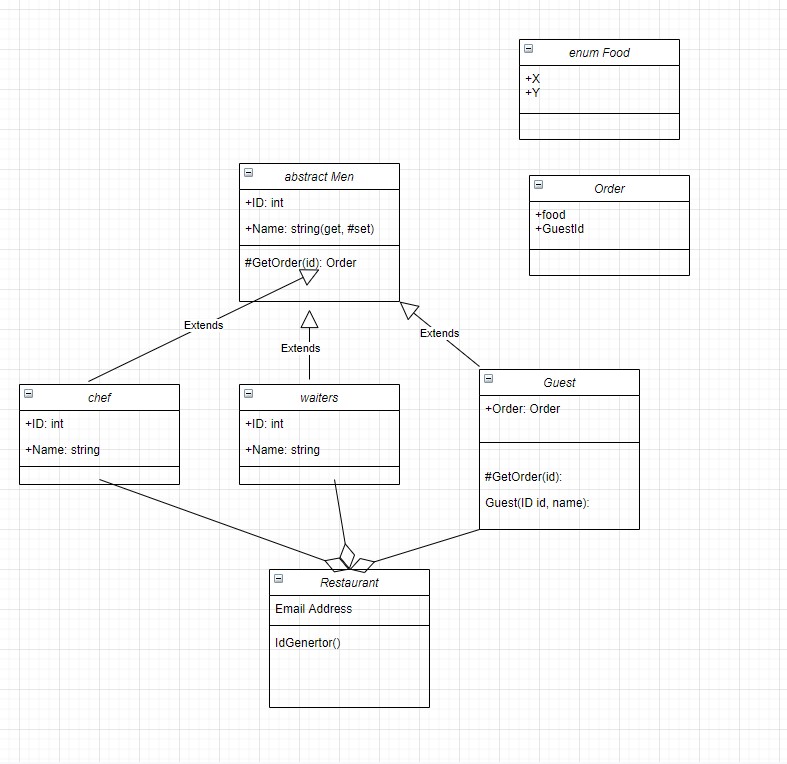 enum Food
+X
+Y
abstract Men
+ID: int
+Name: string(get, #set)
#GetOrder(id): Order
Order
+food
+GuestId
Extends
Extends
Extends
chef
+ID: int
+Name: string
waiters
+ID: int
+Name: string
Guest
+Order: Order
#GetOrder(id):
Guest(ID id, name):
Restaurant
Email Address
IdGenertor()